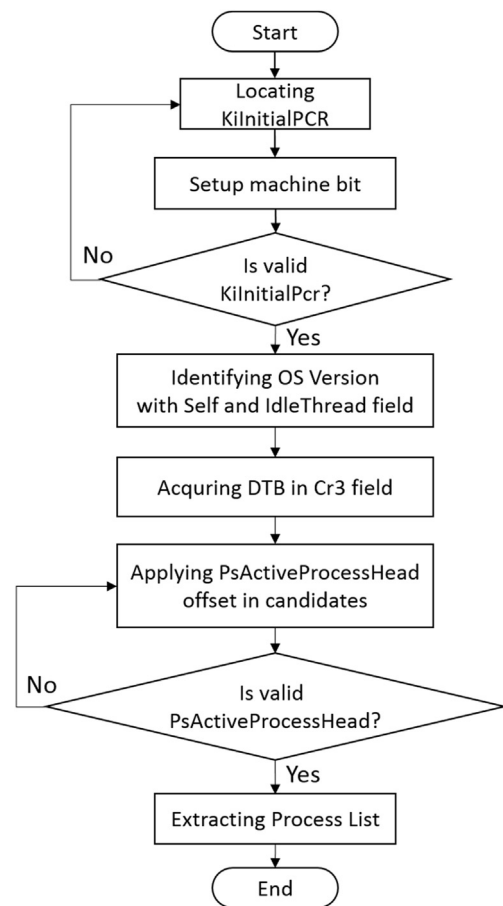 Start
Locating
KiInitialPCR
Setup machine bit
No
Is valid
KiInitialPcr?
Yes
Identifying OS Version
with Self and IdleThread field
Acquring DTB in Cr3 field
Applying PsActiveProcessHead
offset in candidates
No
Is valid
PsActiveProcessHead?
Yes
Extracting Process List
End